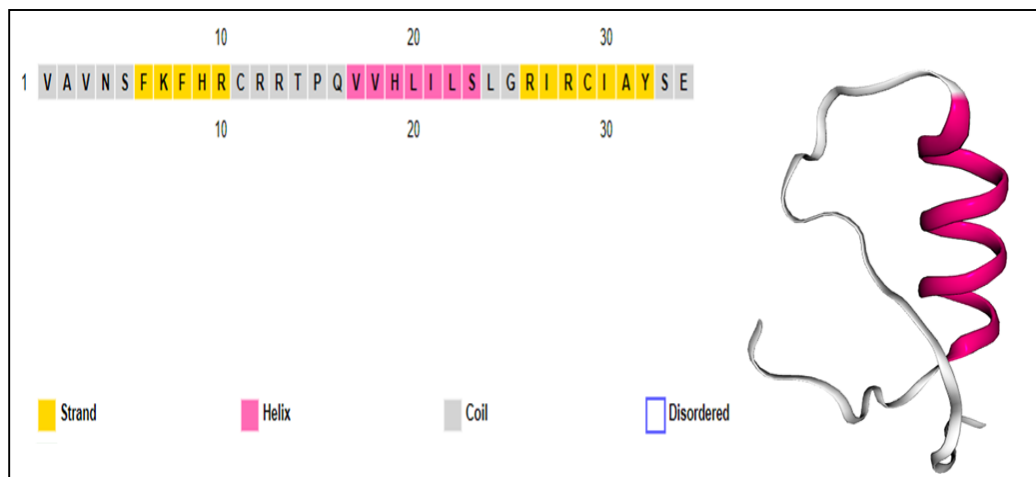 10 20 30
1 V A V N S F K F H R C R R T P Q V V H L I L S L G R I R C I A Y S E
10 20 30
Strand Helix Coil Disordered